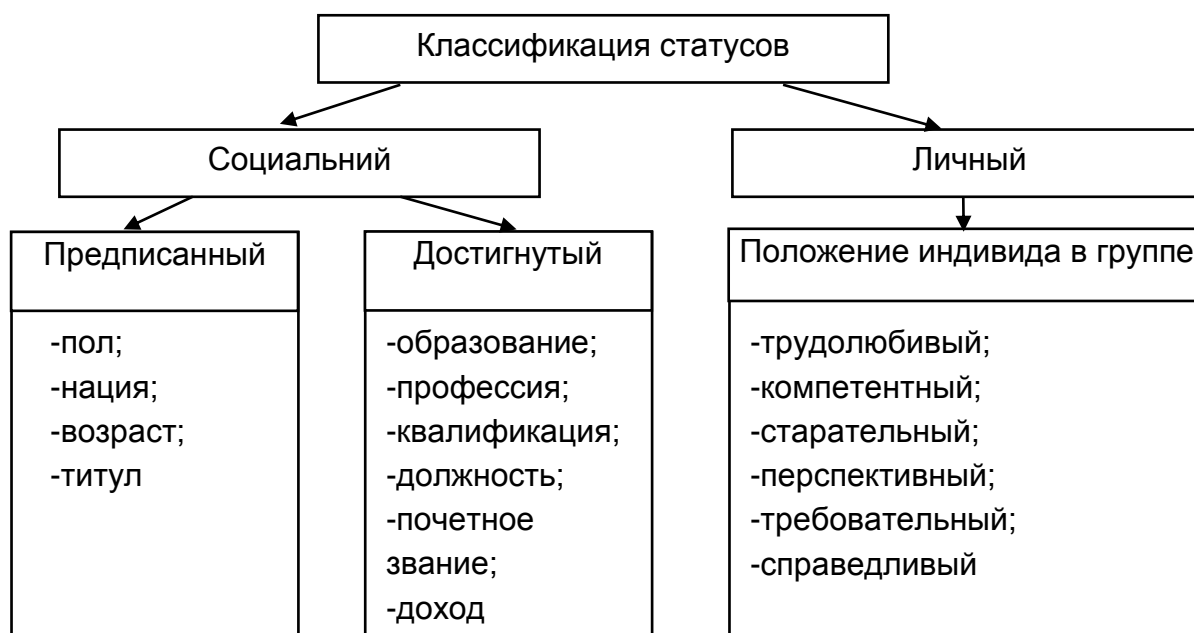 Классификация статусов
Социальний
Личный
Предписанный
-пол;
-нация;
-возраст;
-титул
Достигнутый
-образование;
-профессия;
-квалификация;
-должность;
-почетное
звание;
-доход
Положение индивида в группе
-трудолюбивый;
-компетентный;
-старательный;
-перспективный;
-требовательный;
-справедливый